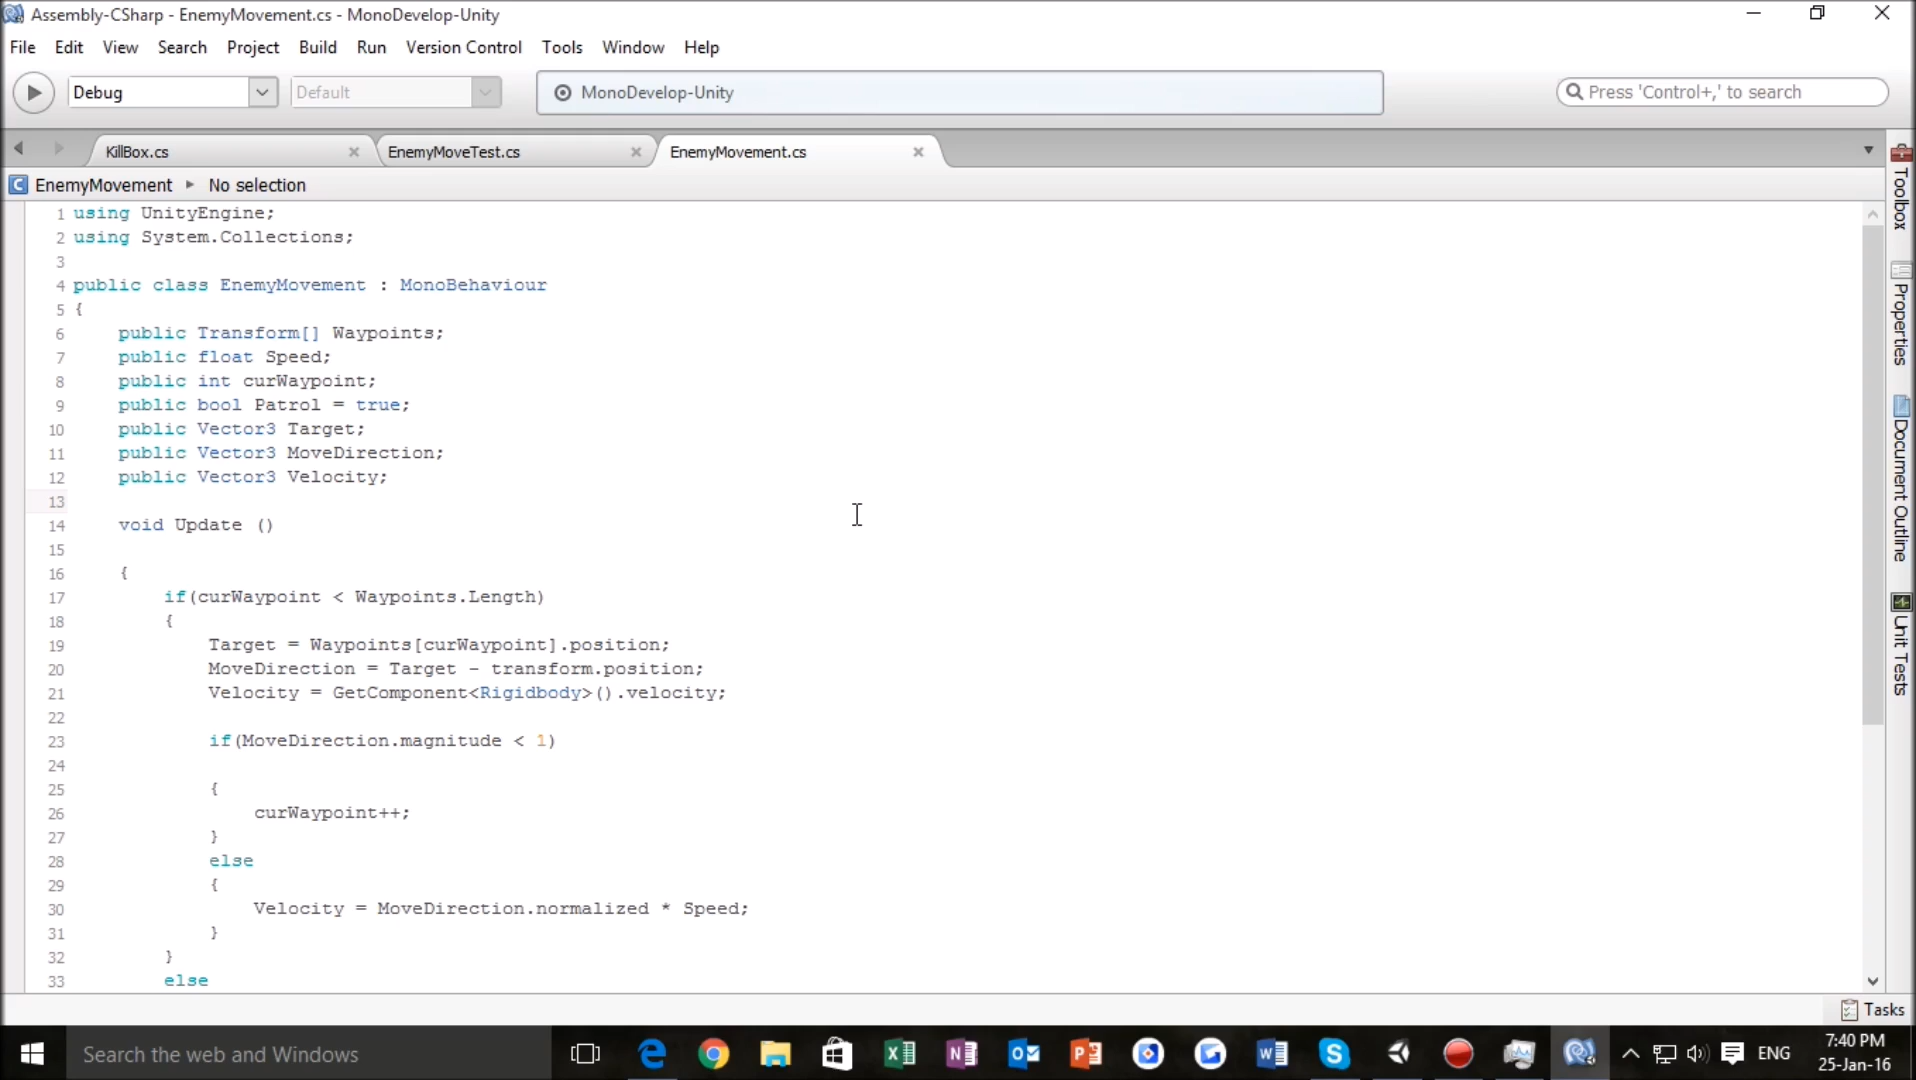 Assembly-CSharp - EnemyMovement.cs - MonoDevelop-Unity
File Edit View Search Project Build Run Version Control Tools Window Help
Debug Default MonoDevelop-Unity Press 'Control+,' to search
KillBox.cs EnemyMoveTest.cs EnemyMovement.cs
EnemyMovement No selection
1 using UnityEngine;
2 using System.Collections;
3
4 public class EnemyMovement : MonoBehaviour
5 {
6     public Transform[] Waypoints;
7     public float Speed;
8     public int curWaypoint;
9     public bool Patrol = true;
10     public Vector3 Target;
11     public Vector3 MoveDirection;
12     public Vector3 Velocity;
13
14     void Update ()
15
16     {
17         if(curWaypoint < Waypoints.Length)
18         {
19             Target = Waypoints[curWaypoint].position;
20             MoveDirection = Target - transform.position;
21             Velocity = GetComponent<Rigidbody>().velocity;
22
23             if(MoveDirection.magnitude < 1)
24
25             {
26                 curWaypoint++;
27             }
28             else
29             {
30                 Velocity = MoveDirection.normalized * Speed;
31             }
32         }
33         else
Toolbox
Properties
Document Outline
Unit Tests
Tasks
Search the web and Windows
ENG
7:40 PM
25-Jan-16